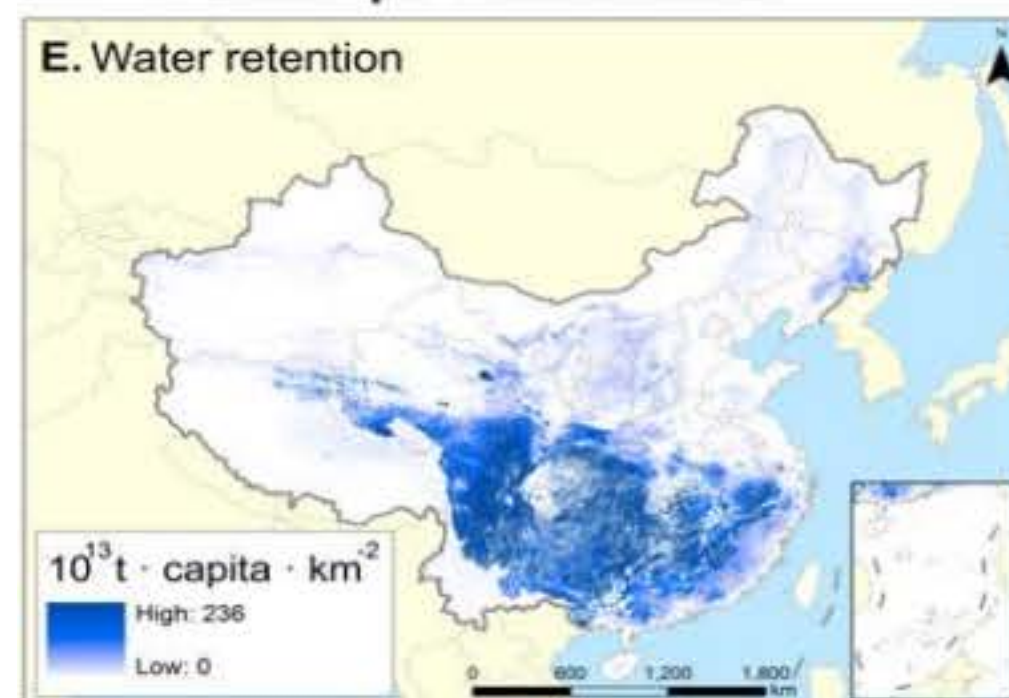 E. Water retention
N
10¹³t · capita · km⁻²
High: 236
Low: 0
0 600 1,200 1,800
km